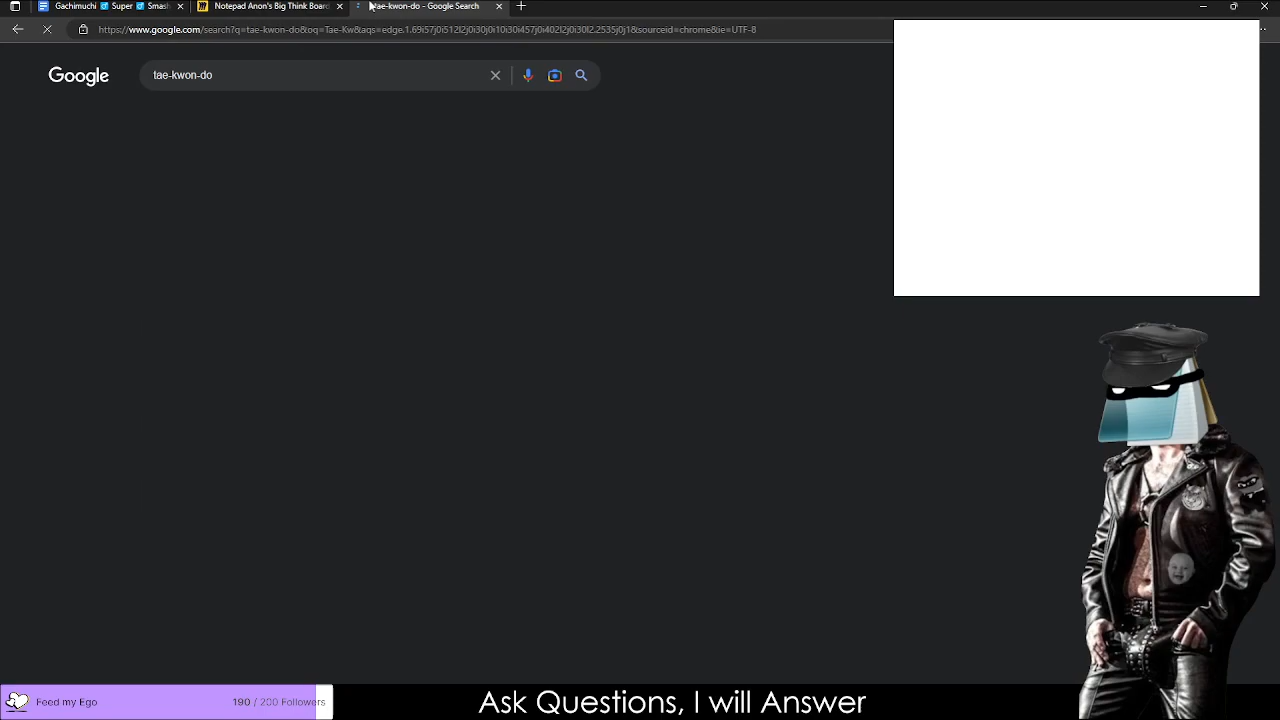 Gachimuchi Super Smash
Notepad Anon's Big Think Board
Tae-kwon-do - Google Search
https://www.google.com/search?q=tae-kwon-do&oq=Tae-Kw&aqs=edge.1.69i57j0i512l2j0i30j0i10i30i457j0i402l2j0i30l2.2535j0j1&sourceid=chrome&ie=UTF-8
Google
tae-kwon-do
Feed my Ego
190 / 200 Followers
Ask Questions, I will Answer